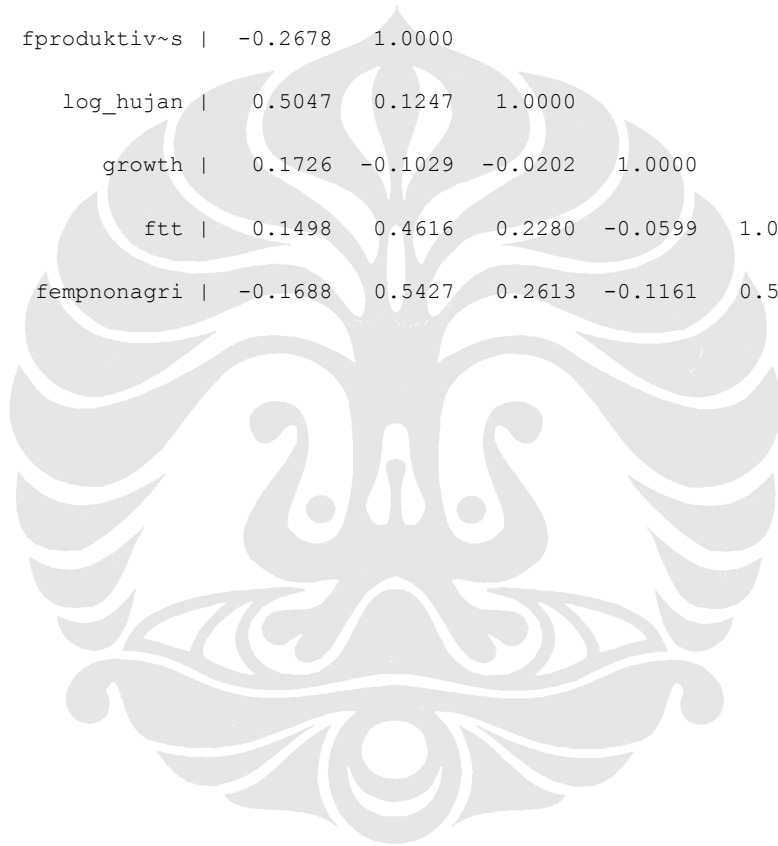 fproduktiv~s | -0.2678 1.0000
log_hujan | 0.5047 0.1247 1.0000
growth | 0.1726 -0.1029 -0.0202 1.0000
ftt | 0.1498 0.4616 0.2280 -0.0599 1.0
fempnonagri | -0.1688 0.5427 0.2613 -0.1161 0.5